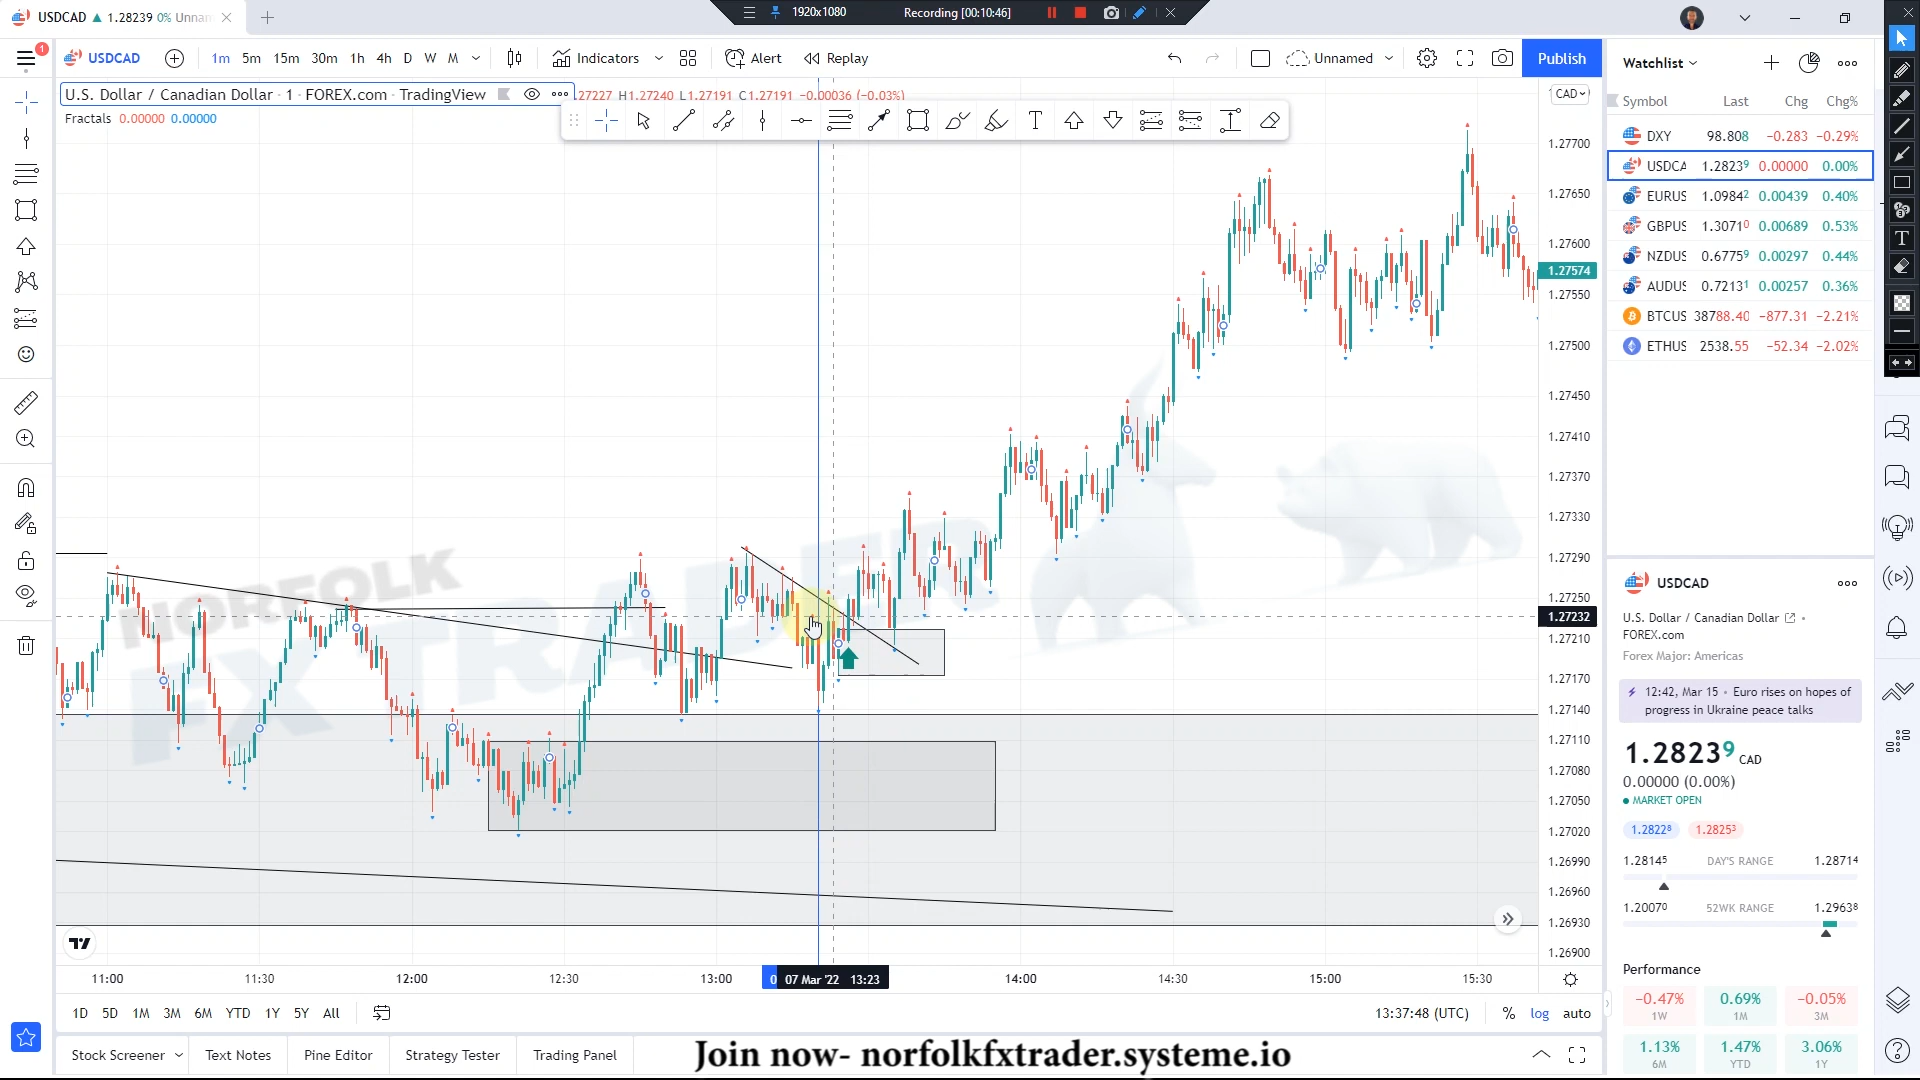 USDCAD ▲ 1.28239 0% Unnan
1920x1080
Recording [00:10:46]
1
USDCAD
1m 5m 15m 30m 1h 4h D W M
Indicators
Alert
Replay
Unnamed
Publish
U.S. Dollar / Canadian Dollar · 1 · FOREX.com · TradingView
27227 H1.27240 L1.27191 C1.27191 −0.00036 (−0.03%)
Fractals 0.00000 0.00000
CAD
1.27700
1.27650
1.27600
1.27574
1.27550
1.27500
1.27450
1.27410
1.27370
1.27330
1.27290
1.27250
1.27232
1.27210
1.27170
1.27140
1.27110
1.27080
1.27050
1.27020
1.26990
1.26960
1.26930
1.26900
NORFOLK
FX TRADER
11:00 11:30 12:00 12:30 13:00 0 07 Mar '22 13:23 14:00 14:30 15:00 15:30
1D 5D 1M 3M 6M YTD 1Y 5Y All
13:37:48 (UTC) % log auto
Stock Screener Text Notes Pine Editor Strategy Tester Trading Panel
Join now- norfolkfxtrader.systeme.io
Watchlist
Symbol Last Chg Chg%
DXY 98.808 −0.283 −0.29%
USDCA 1.28239 0.00000 0.00%
EURUS 1.09842 0.00439 0.40%
GBPUS 1.30710 0.00689 0.53%
NZDUS 0.67759 0.00297 0.44%
AUDUS 0.72131 0.00257 0.36%
BTCUS 38788.40 −877.31 −2.21%
ETHUS 2538.55 −52.34 −2.02%
USDCAD
U.S. Dollar / Canadian Dollar •
FOREX.com
Forex Major: Americas
12:42, Mar 15 • Euro rises on hopes of
progress in Ukraine peace talks
1.28239 CAD
0.00000 (0.00%)
MARKET OPEN
1.28228 1.28253
1.28145 DAY'S RANGE 1.28714
1.20070 52WK RANGE 1.29638
Performance
−0.47% 0.69% −0.05%
1W 1M 3M
1.13% 1.47% 3.06%
6M YTD 1Y